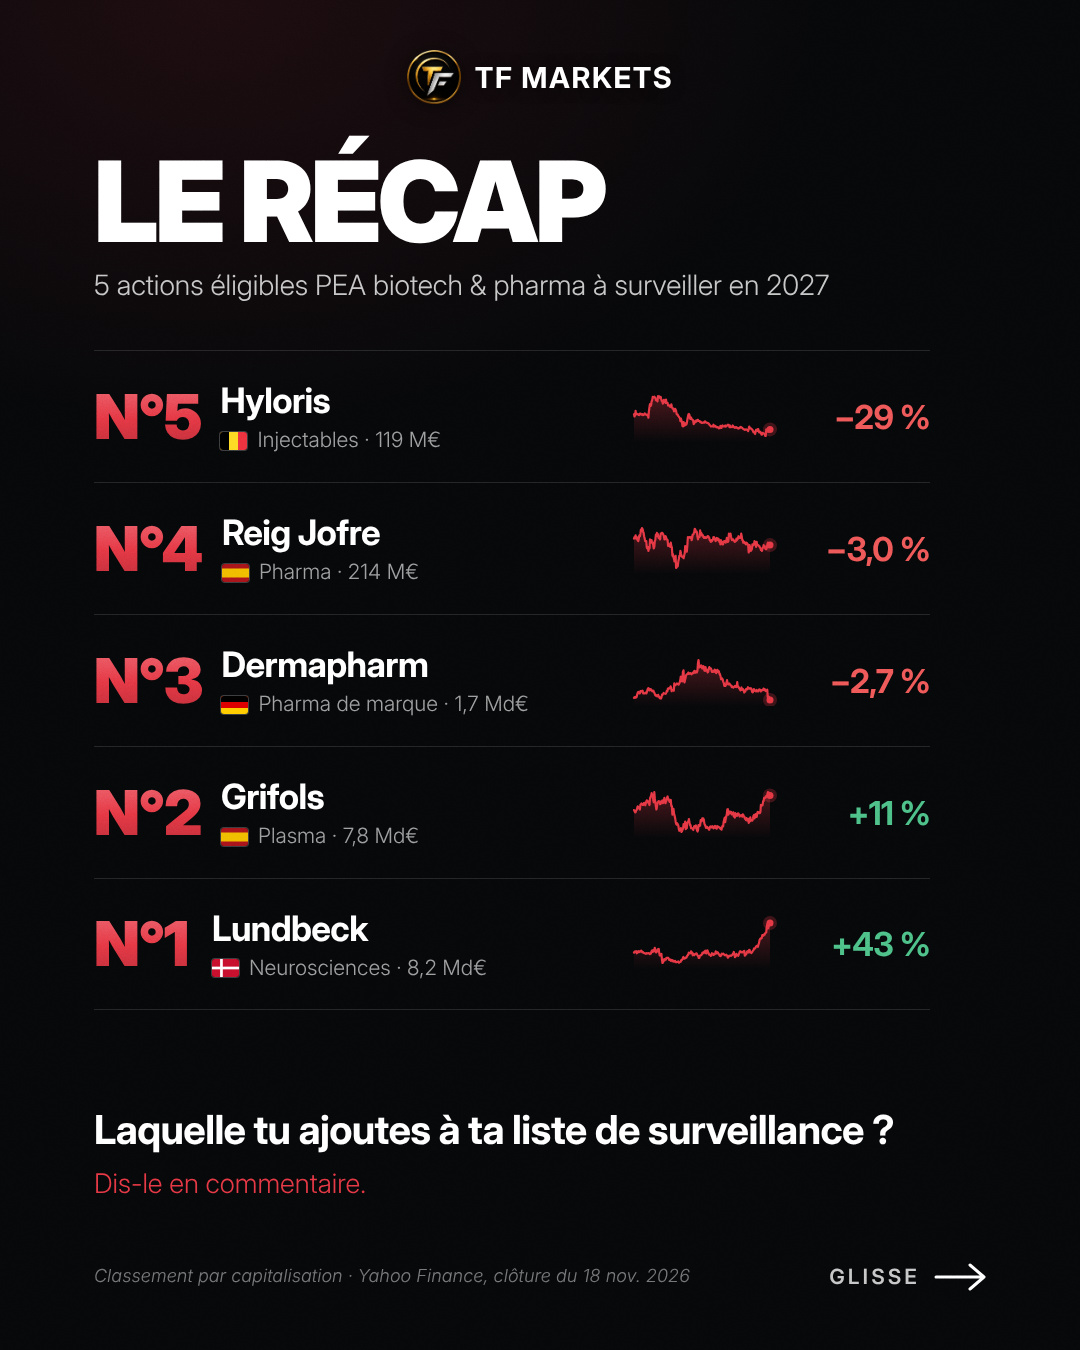 TF MARKETS
LE RÉCAP
5 actions éligibles PEA biotech & pharma à surveiller en 2027
N°5 Hyloris
Injectables · 119 M€
−29 %
N°4 Reig Jofre
Pharma · 214 M€
−3,0 %
N°3 Dermapharm
Pharma de marque · 1,7 Md€
−2,7 %
N°2 Grifols
Plasma · 7,8 Md€
+11 %
N°1 Lundbeck
Neurosciences · 8,2 Md€
+43 %
Laquelle tu ajoutes à ta liste de surveillance ?
Dis-le en commentaire.
Classement par capitalisation · Yahoo Finance, clôture du 18 nov. 2026
GLISSE